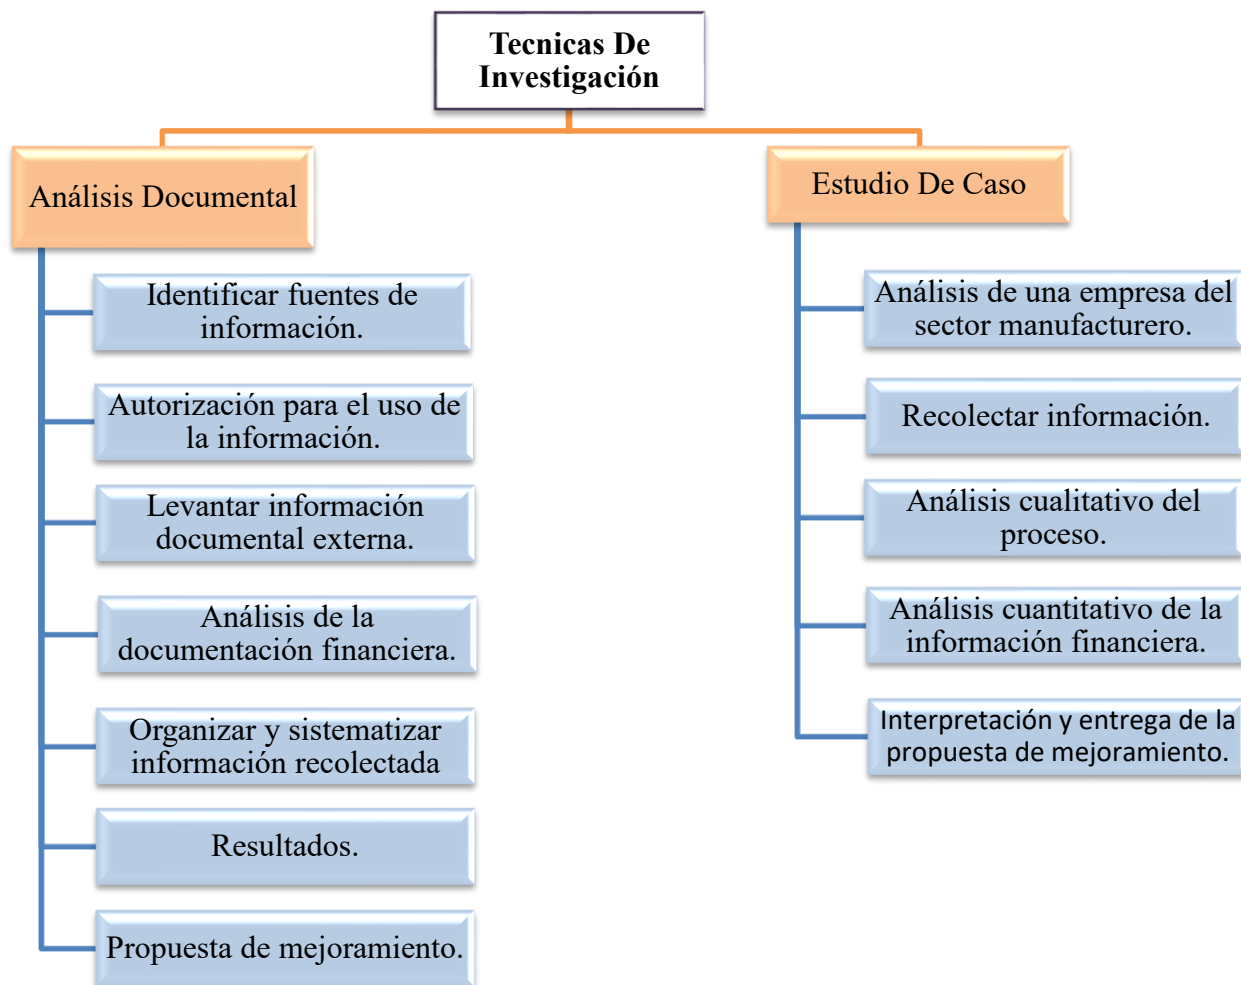 Tecnicas De
Investigación
Análisis Documental
Identificar fuentes de
información.
Autorización para el uso de
la información.
Levantar información
documental externa.
Análisis de la
documentación financiera.
Organizar y sistematizar
información recolectada
Resultados.
Propuesta de mejoramiento.
Estudio De Caso
Análisis de una empresa del
sector manufacturero.
Recolectar información.
Análisis cualitativo del
proceso.
Análisis cuantitativo de la
información financiera.
Interpretación y entrega de la
propuesta de mejoramiento.